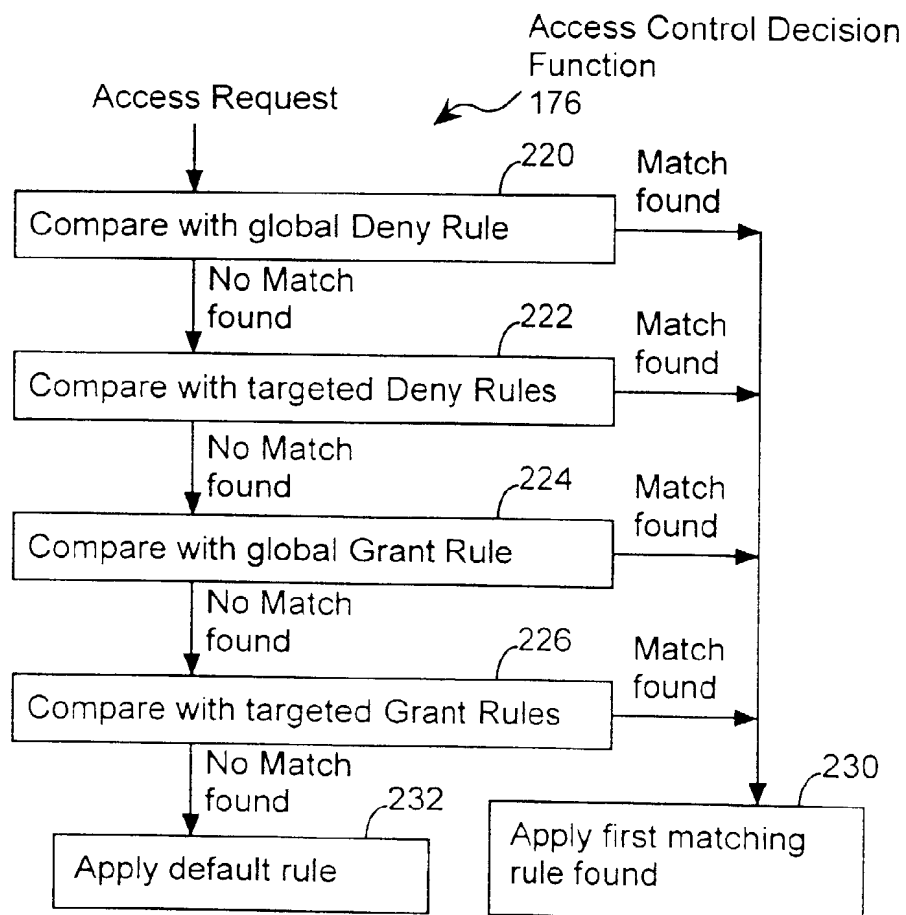 Access Control Decision
Function
176
Access Request
220
Match
found
Compare with global Deny Rule
No Match
found
222
Match
found
Compare with targeted Deny Rules
No Match
found
224
Match
found
Compare with global Grant Rule
No Match
found
226
Match
found
Compare with targeted Grant Rules
No Match
found
232
230
Apply default rule
Apply first matching
rule found